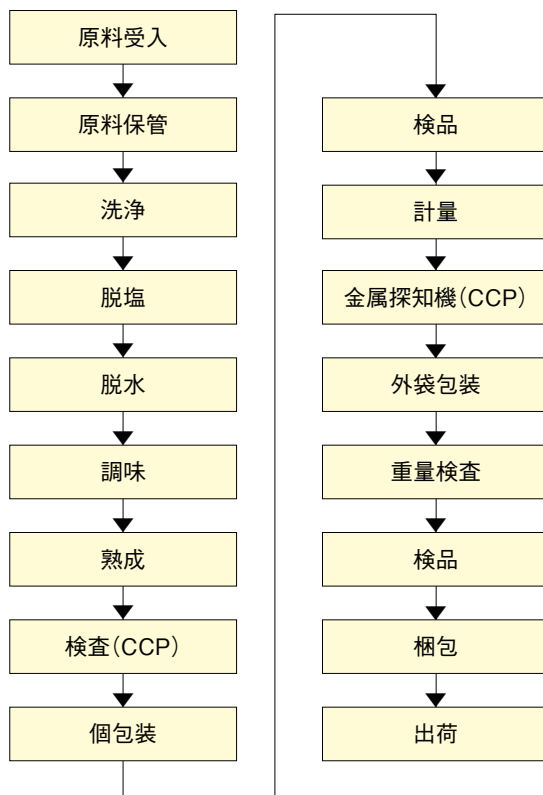 原料受入
原料保管
洗浄
脱塩
脱水
調味
熟成
検査(CCP)
個包装
検品
計量
金属探知機(CCP)
外袋包装
重量検査
検品
梱包
出荷